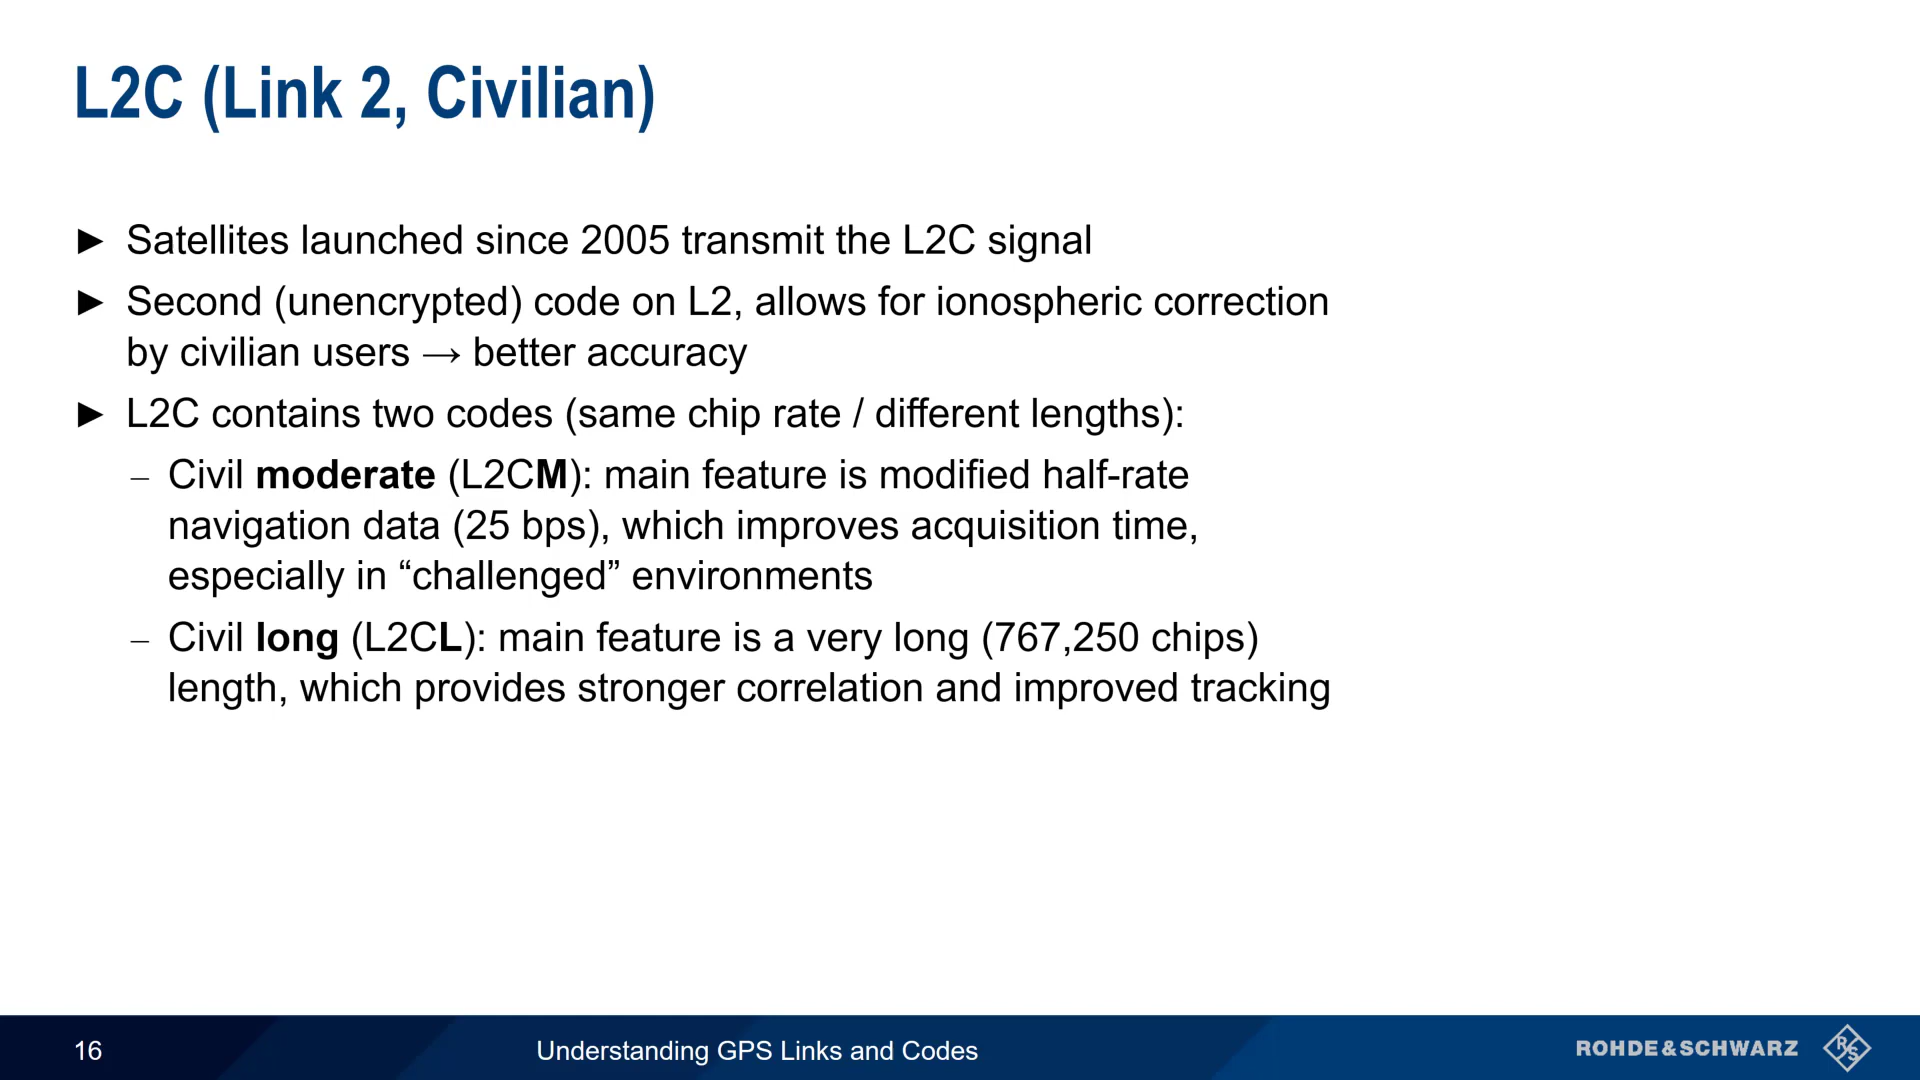 L2C (Link 2, Civilian)
► Satellites launched since 2005 transmit the L2C signal
► Second (unencrypted) code on L2, allows for ionospheric correction
by civilian users → better accuracy
► L2C contains two codes (same chip rate / different lengths):
– Civil moderate (L2CM): main feature is modified half-rate
navigation data (25 bps), which improves acquisition time,
especially in “challenged” environments
– Civil long (L2CL): main feature is a very long (767,250 chips)
length, which provides stronger correlation and improved tracking
16
Understanding GPS Links and Codes
ROHDE&SCHWARZ
R&S